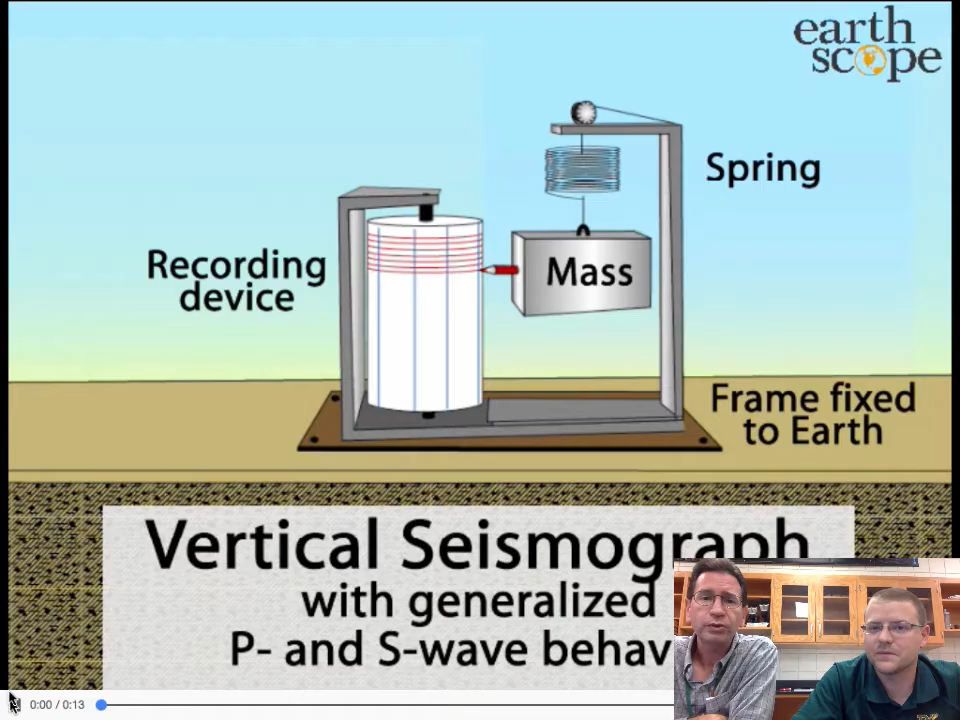 earth
scope
Spring
Recording
device
Mass
Frame fixed
to Earth
Vertical Seismograph
with generalized
P- and S-wave behav
0:00 / 0:13